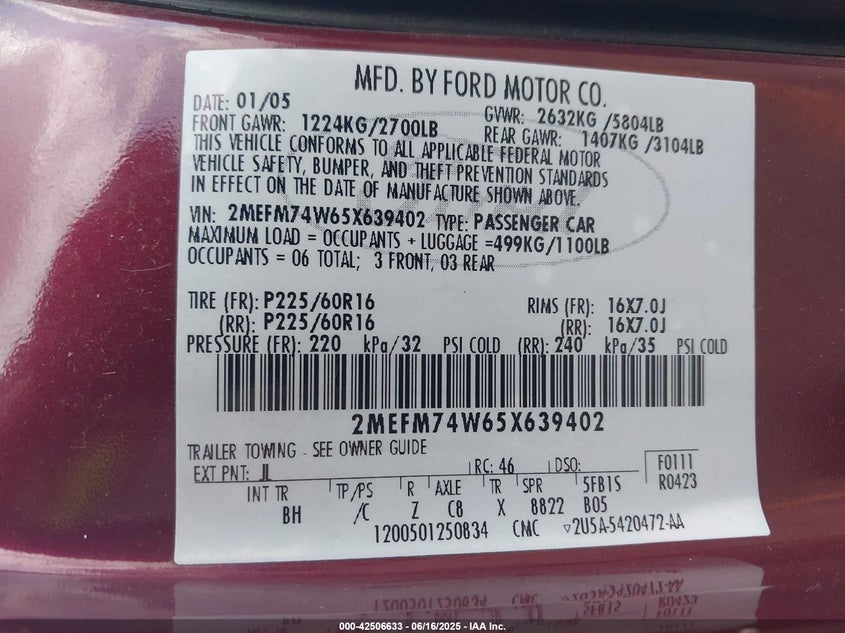 MFD. BY FORD MOTOR CO.
DATE: 01/05 GVWR: 2632KG /5804LB
FRONT GAWR: 1224KG/2700LB REAR GAWR: 1407KG /3104LB
THIS VEHICLE CONFORMS TO ALL APPLICABLE FEDERAL MOTOR
VEHICLE SAFETY, BUMPER, AND THEFT PREVENTION STANDARDS
IN EFFECT ON THE DATE OF MANUFACTURE SHOWN ABOVE.
VIN: 2MEFM74W65X639402 TYPE: PASSENGER CAR
MAXIMUM LOAD = OCCUPANTS + LUGGAGE =499KG/1100LB
OCCUPANTS = 06 TOTAL; 3 FRONT, 03 REAR
TIRE (FR): P225/60R16 RIMS (FR): 16X7.0J
(RR): P225/60R16 (RR): 16X7.0J
PRESSURE (FR): 220 kPa/32 PSI COLD (RR): 240 kPa/35 PSI COLD
2MEFM74W65X639402
TRAILER TOWING - SEE OWNER GUIDE
EXT PNT: JL RC: 46 DSO: F0111
INT TR TP/PS R AXLE TR SPR 5FB1S R0423
BH /C Z C8 X 8822 B05
1200501250834 CMC 2U5A-5420472-AA
000-42506633 - 06/16/2025 - IAA Inc.